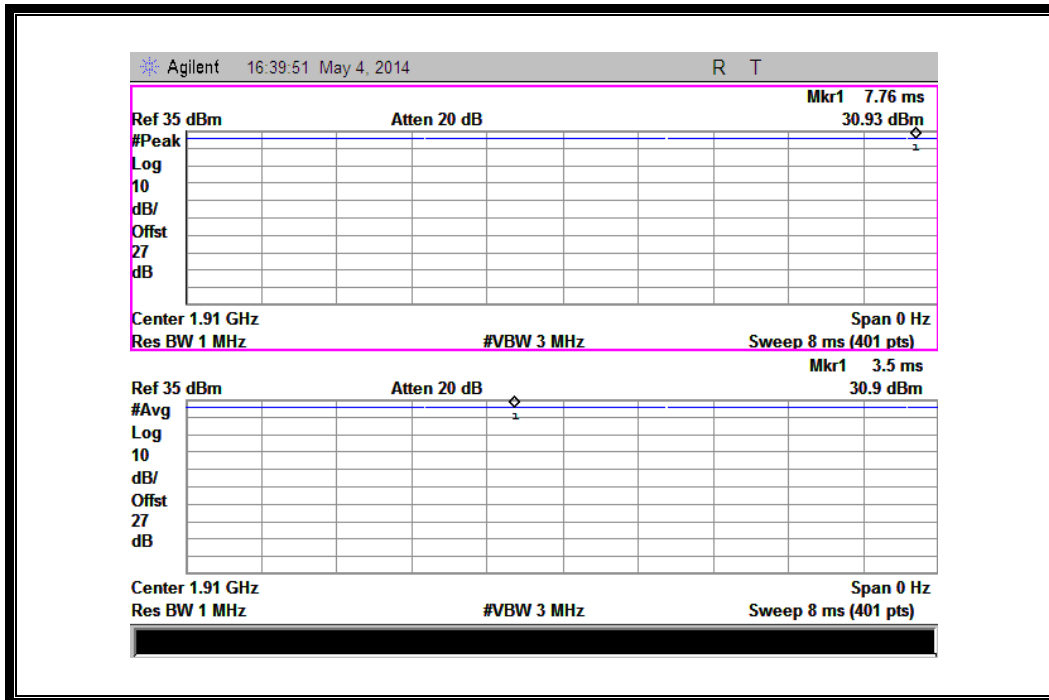 Agilent 16:39:51 May 4, 2014 R T
Mkr1 7.76 ms
Ref 35 dBm Atten 20 dB 30.93 dBm
#Peak
1
Log
10
dB/
Offst
27
dB
Center 1.91 GHz Span 0 Hz
Res BW 1 MHz #VBW 3 MHz Sweep 8 ms (401 pts)
Mkr1 3.5 ms
Ref 35 dBm Atten 20 dB 30.9 dBm
#Avg
1
Log
10
dB/
Offst
27
dB
Center 1.91 GHz Span 0 Hz
Res BW 1 MHz #VBW 3 MHz Sweep 8 ms (401 pts)